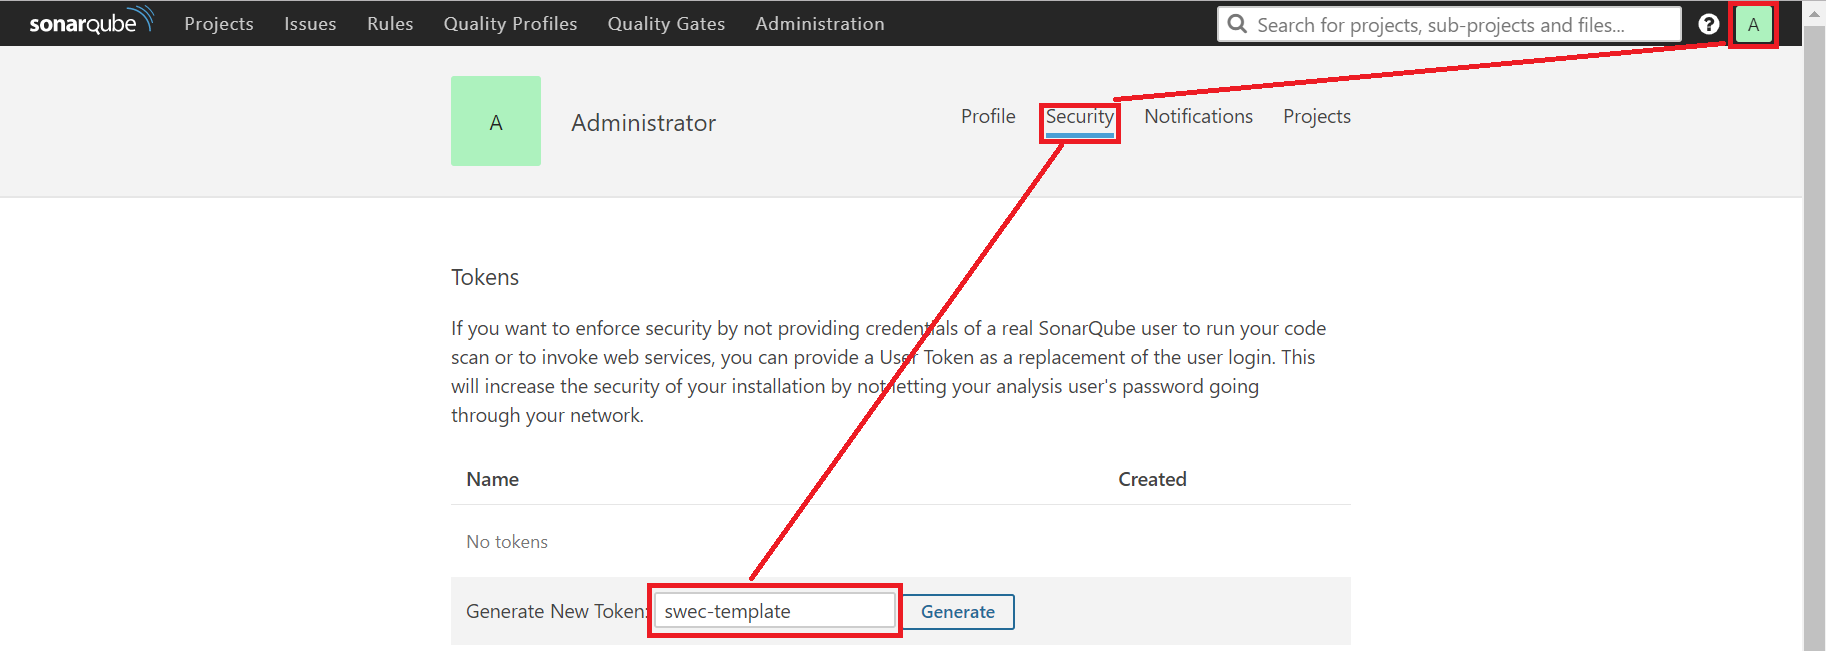 sonarqube Projects Issues Rules Quality Profiles Quality Gates Administration Search for projects, sub-projects and files... ? A
A Administrator Profile Security Notifications Projects
Tokens
If you want to enforce security by not providing credentials of a real SonarQube user to run your code
scan or to invoke web services, you can provide a User Token as a replacement of the user login. This
will increase the security of your installation by not letting your analysis user's password going
through your network.
Name Created
No tokens
Generate New Token: swec-template Generate